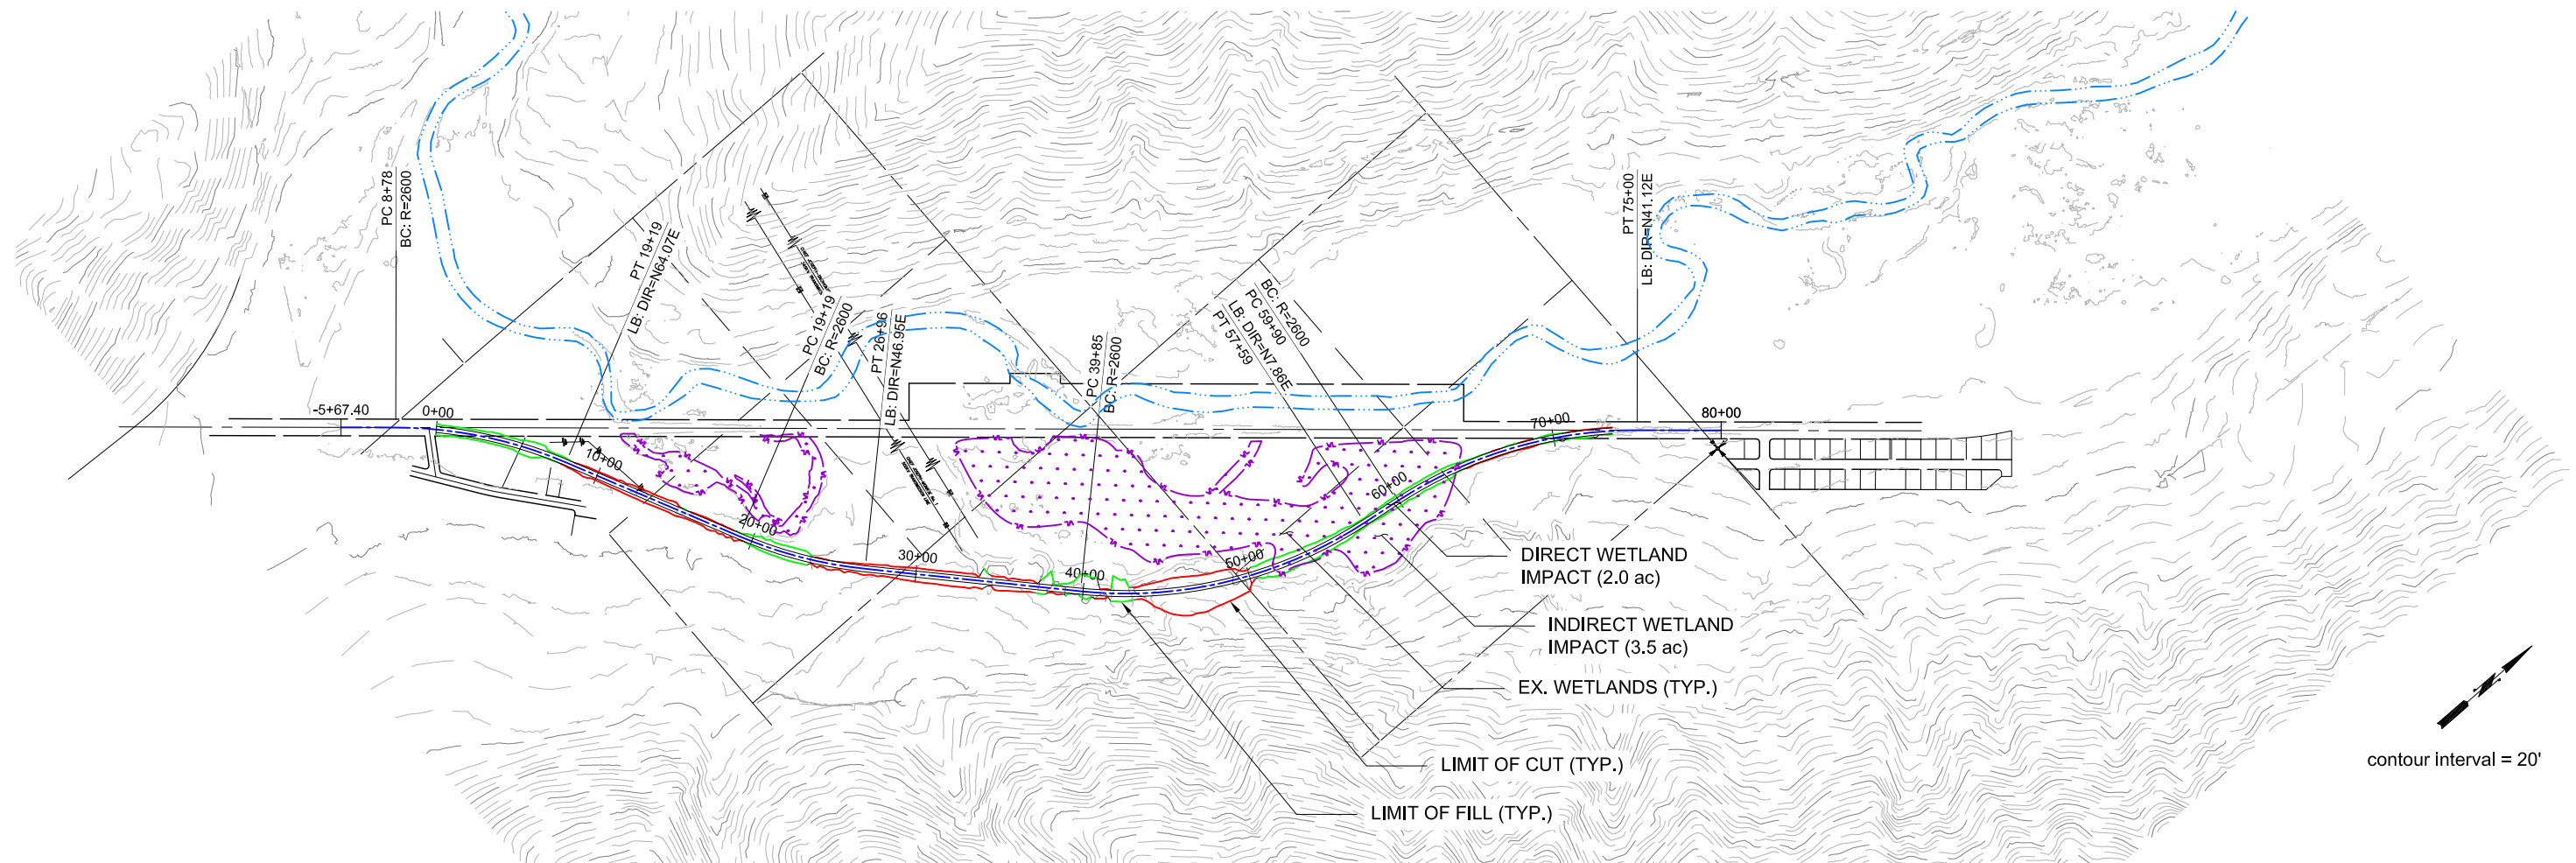 PC 8+78
BC: R=2600
PT 19+19
LB: DIR=N64.07E
PC 19+19
BC: R=2600
PT 26+96
LB: DIR=N46.95E
PC 39+85
BC: R=2600
BC: R=2600
PC 59+90
LB: DIR=N7.86E
PT 57+59
PT 75+00
LB: DIR=N41.12E
-5+67.40
0+00
10+00
20+00
30+00
40+00
50+00
60+00
70+00
80+00
DIRECT WETLAND
IMPACT (2.0 ac)
INDIRECT WETLAND
IMPACT (3.5 ac)
EX. WETLANDS (TYP.)
LIMIT OF CUT (TYP.)
LIMIT OF FILL (TYP.)
contour interval = 20'